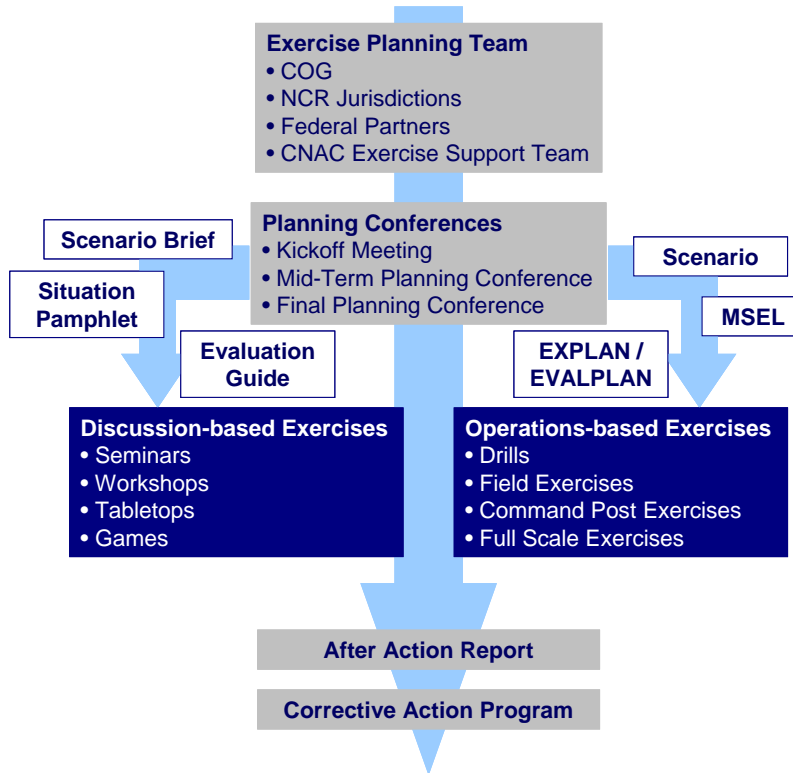 Exercise Planning Team
• COG
• NCR Jurisdictions
• Federal Partners
• CNAC Exercise Support Team
Planning Conferences
• Kickoff Meeting
• Mid-Term Planning Conference
• Final Planning Conference
Scenario Brief
Situation
Pamphlet
Evaluation
Guide
Scenario
MSEL
EXPLAN /
EVALPLAN
Discussion-based Exercises
• Seminars
• Workshops
• Tabletops
• Games
Operations-based Exercises
• Drills
• Field Exercises
• Command Post Exercises
• Full Scale Exercises
After Action Report
Corrective Action Program